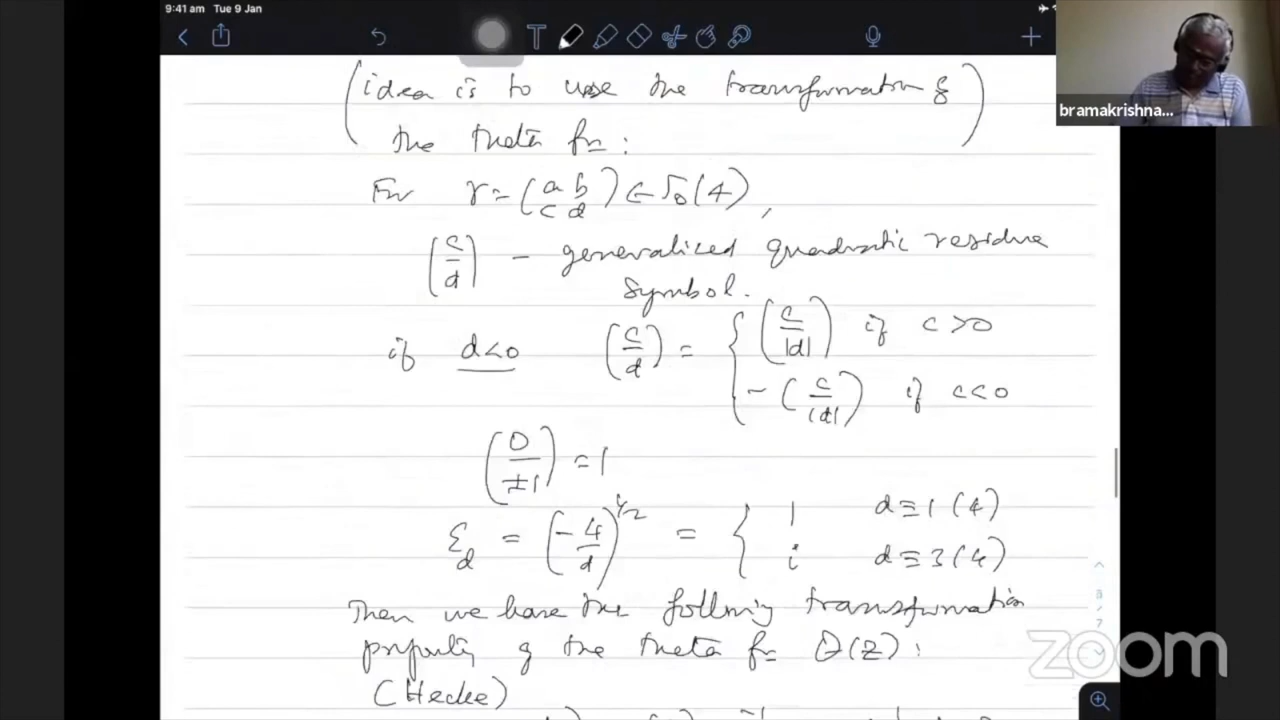 9:41 am Tue 9 Jan
bramakrishna...
(idea is to use the transformation of
the theta fn :)
For γ = (a b c d) ∈ Γ0(4),
(c/d) - generalized quadratic residue
symbol.
if d<0 (c/d) = { (c/|d|) if c>0
-(c/|d|) if c<0
(0/±1) = 1
ε_d = (-4/d)^{1/2} = { 1 d≡1(4)
i d≡3(4)
Then we have the following transformation
property of the theta fn Θ(z) :
(Hecke)
zoom